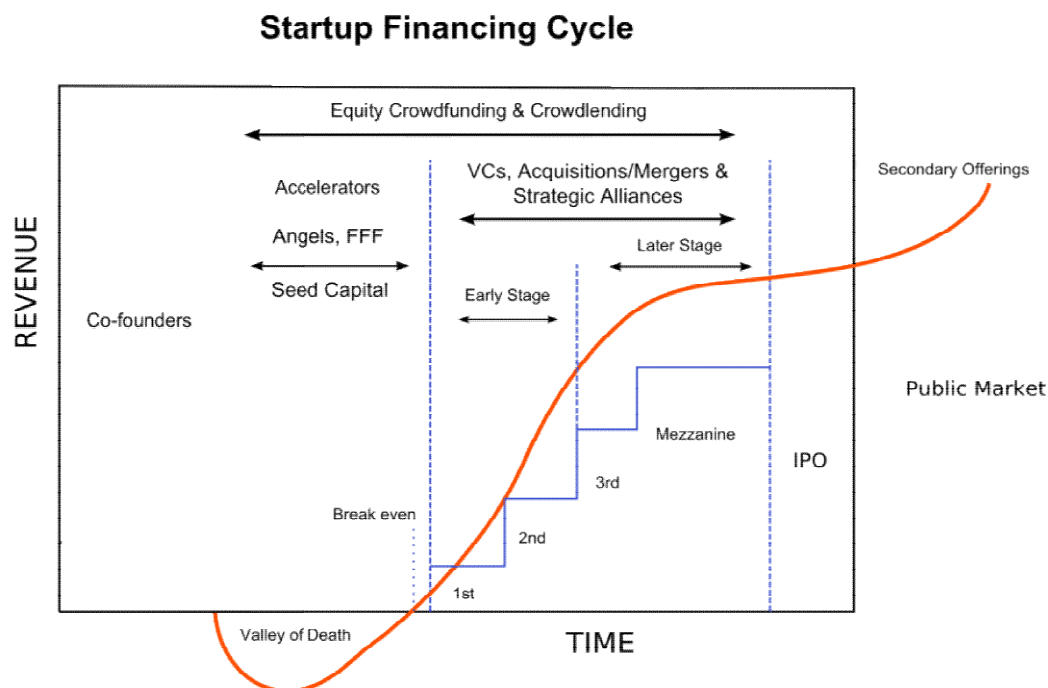 Startup Financing Cycle
Equity Crowdfunding & Crowdlending
Accelerators
VCs, Acquisitions/Mergers &
Strategic Alliances
Secondary Offerings
Angels, FFF
Later Stage
Seed Capital
Early Stage
REVENUE
Co-founders
Public Market
Mezzanine
IPO
3rd
Break even
2nd
1st
Valley of Death
TIME